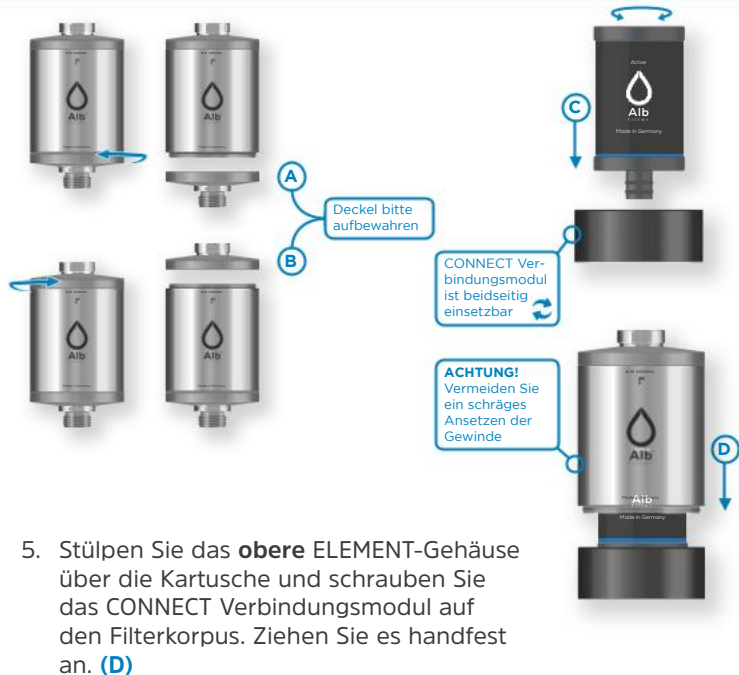 Alb
Alb
A
Deckel bitte
aufbewahren
B
Alb
Alb
Active
Alb
Filter
Made in Germany
C
CONNECT Ver-
bindungsmodul
ist beidseitig
einsetzbar
ACHTUNG!
Vermeiden Sie
ein schräges
Ansetzen der
Gewinde
Alb
Alb
Made in Germany
D
5. Stülpen Sie das obere ELEMENT-Gehäuse
über die Kartusche und schrauben Sie
das CONNECT Verbindungsmodul auf
den Filterkorpus. Ziehen Sie es handfest
an. (D)